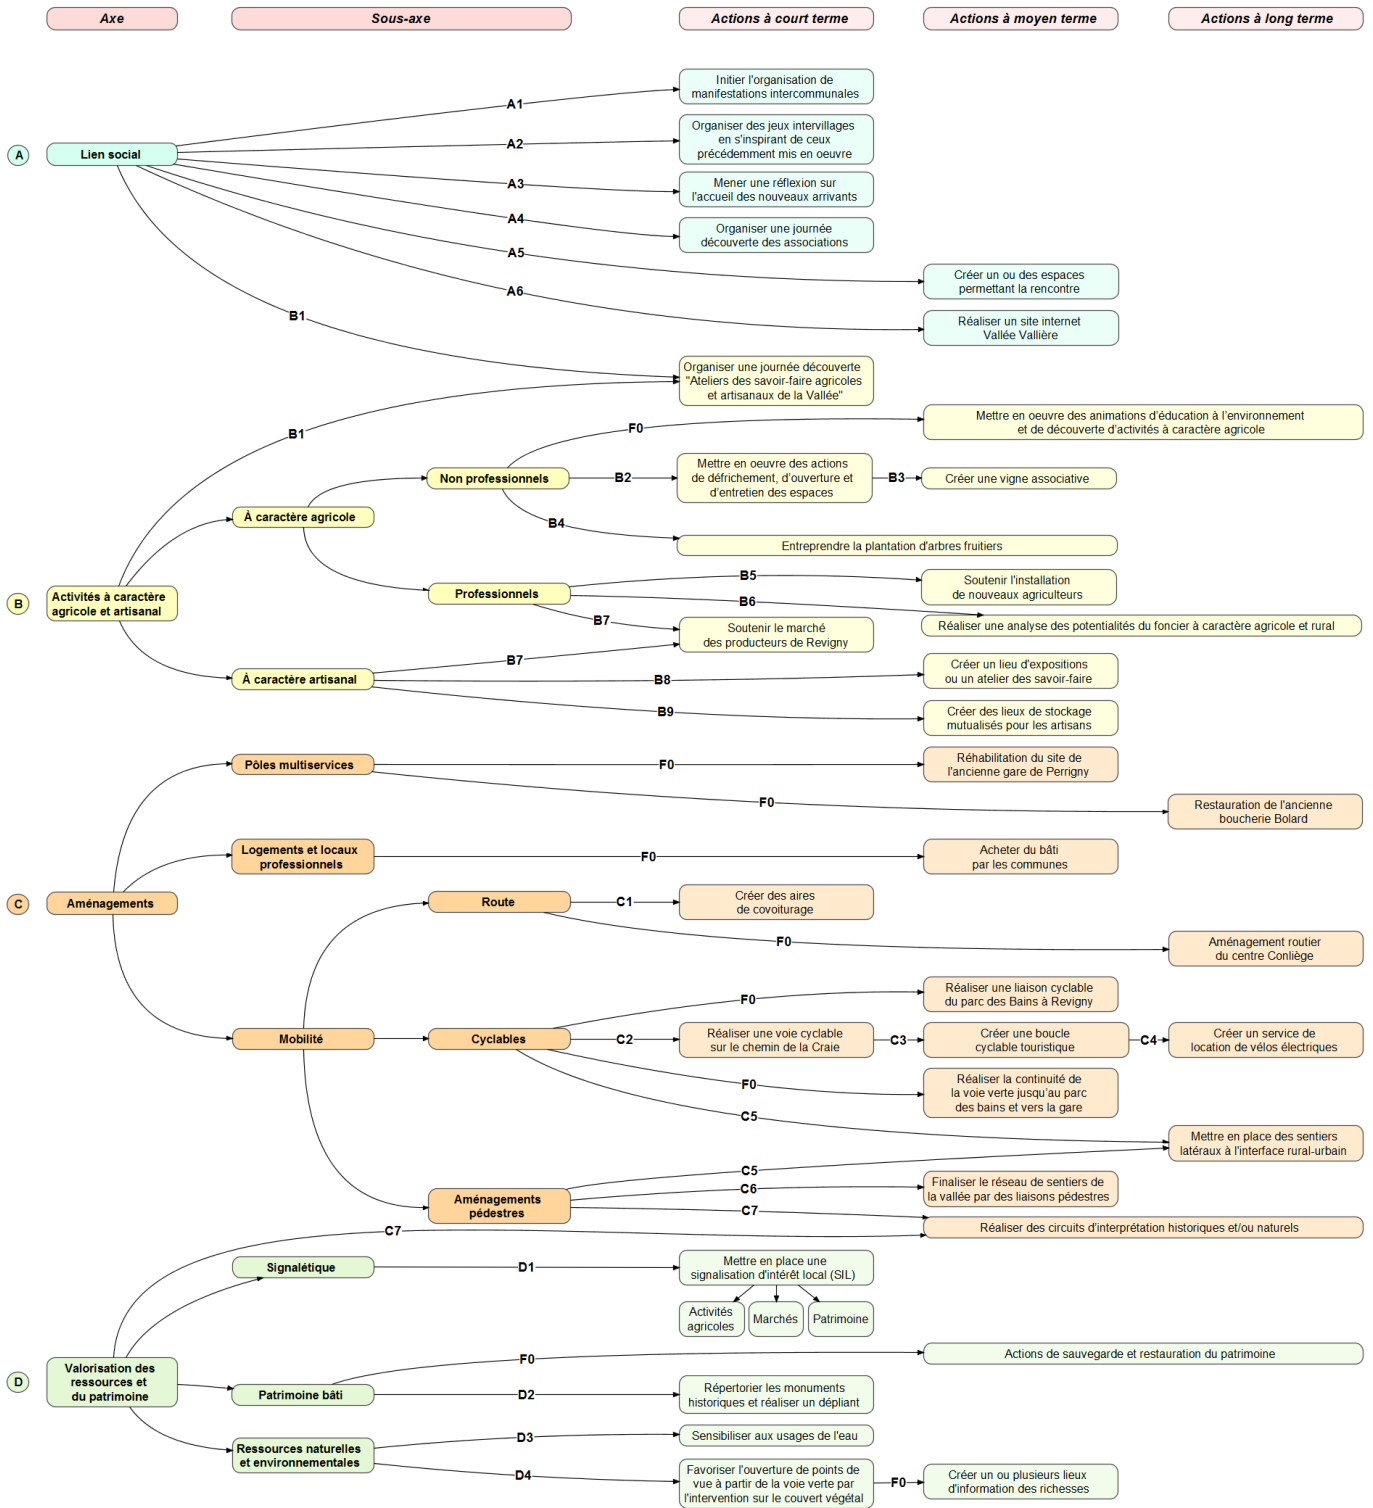 Axe
Sous-axe
Actions à court terme
Actions à moyen terme
Actions à long terme
A
Lien social
A1
Initier l'organisation de
manifestations intercommunales
A2
Organiser des jeux intervillages
en s'inspirant de ceux
précédemment mis en oeuvre
A3
Mener une réflexion sur
l'accueil des nouveaux arrivants
A4
Organiser une journée
découverte des associations
A5
Créer un ou des espaces
permettant la rencontre
A6
Réaliser un site internet
Vallée Vallière
B1
Organiser une journée découverte
"Ateliers des savoir-faire agricoles
et artisanaux de la Vallée"
B1
B
Activités à caractère
agricole et artisanal
À caractère agricole
Non professionnels
F0
Mettre en oeuvre des animations d'éducation à l'environnement
et de découverte d'activités à caractère agricole
B2
Mettre en oeuvre des actions
de défrichement, d'ouverture et
d'entretien des espaces
B3
Créer une vigne associative
B4
Entreprendre la plantation d'arbres fruitiers
Professionnels
B5
Soutenir l'installation
de nouveaux agriculteurs
B6
Réaliser une analyse des potentialités du foncier à caractère agricole et rural
B7
Soutenir le marché
des producteurs de Revigny
À caractère artisanal
B7
B8
Créer un lieu d'expositions
ou un atelier des savoir-faire
B9
Créer des lieux de stockage
mutualisés pour les artisans
C
Aménagements
Pôles multiservices
F0
Réhabilitation du site de
l'ancienne gare de Perrigny
F0
Restauration de l'ancienne
boucherie Bolard
Logements et locaux
professionnels
F0
Acheter du bâti
par les communes
Mobilité
Route
C1
Créer des aires
de covoiturage
F0
Aménagement routier
du centre Conliège
Cyclables
F0
Réaliser une liaison cyclable
du parc des Bains à Revigny
C2
Réaliser une voie cyclable
sur le chemin de la Craie
C3
Créer une boucle
cyclable touristique
C4
Créer un service de
location de vélos électriques
F0
Réaliser la continuité de
la voie verte jusqu'au parc
des bains et vers la gare
C5
Mettre en place des sentiers
latéraux à l'interface rural-urbain
Aménagements
pédestres
C5
C6
Finaliser le réseau de sentiers de
la vallée par des liaisons pédestres
C7
Réaliser des circuits d'interprétation historiques et/ou naturels
C7
D
Valorisation des
ressources et
du patrimoine
Signalétique
D1
Mettre en place une
signalisation d'intérêt local (SIL)
Activités
agricoles
Marchés
Patrimoine
Patrimoine bâti
F0
Actions de sauvegarde et restauration du patrimoine
D2
Répertorier les monuments
historiques et réaliser un dépliant
Ressources naturelles
et environnementales
D3
Sensibiliser aux usages de l'eau
D4
Favoriser l'ouverture de points de
vue à partir de la voie verte par
l'intervention sur le couvert végétal
F0
Créer un ou plusieurs lieux
d'information des richesses